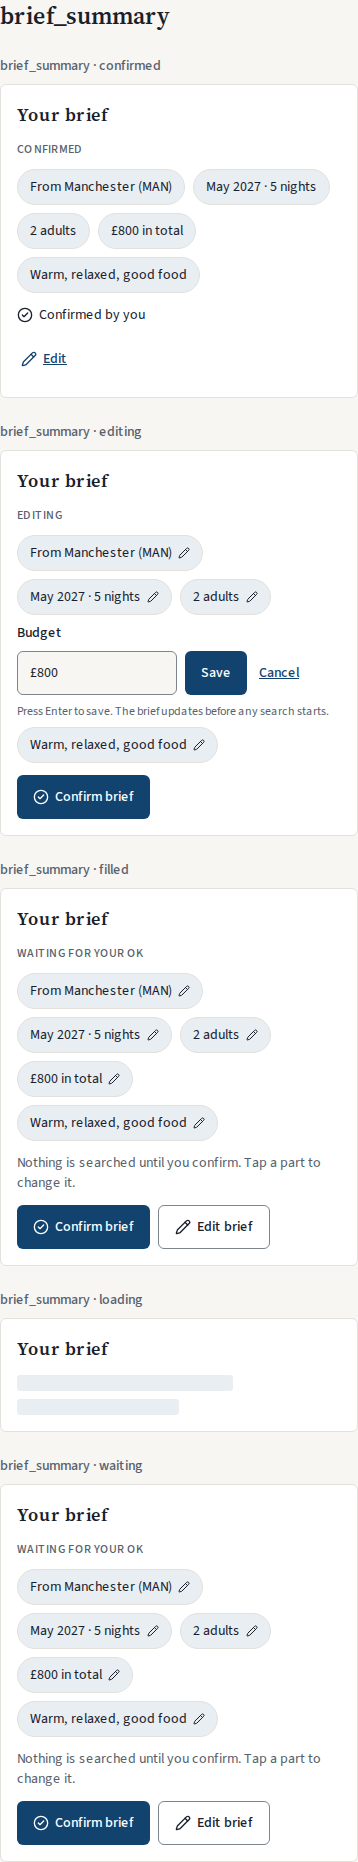 brief_summary
brief_summary · confirmed
Your brief
CONFIRMED
From Manchester (MAN) May 2027 · 5 nights
2 adults £800 in total
Warm, relaxed, good food
Confirmed by you
Edit
brief_summary · editing
Your brief
EDITING
From Manchester (MAN)
May 2027 · 5 nights 2 adults
Budget
£800 Save Cancel
Press Enter to save. The brief updates before any search starts.
Warm, relaxed, good food
Confirm brief
brief_summary · filled
Your brief
WAITING FOR YOUR OK
From Manchester (MAN)
May 2027 · 5 nights 2 adults
£800 in total
Warm, relaxed, good food
Nothing is searched until you confirm. Tap a part to
change it.
Confirm brief Edit brief
brief_summary · loading
Your brief
brief_summary · waiting
Your brief
WAITING FOR YOUR OK
From Manchester (MAN)
May 2027 · 5 nights 2 adults
£800 in total
Warm, relaxed, good food
Nothing is searched until you confirm. Tap a part to
change it.
Confirm brief Edit brief